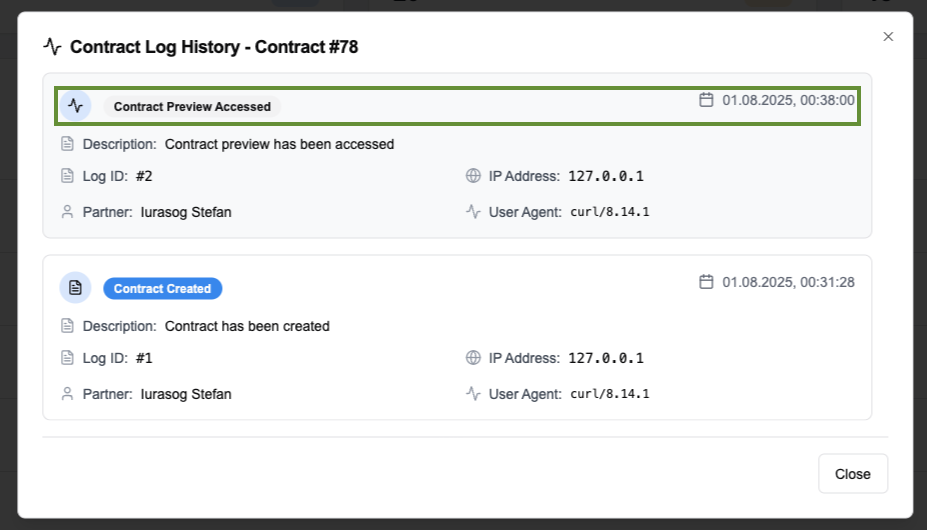 Contract Log History - Contract #78
Contract Preview Accessed 01.08.2025, 00:38:00
Description: Contract preview has been accessed
Log ID: #2 IP Address: 127.0.0.1
Partner: Iurasog Stefan User Agent: curl/8.14.1
Contract Created 01.08.2025, 00:31:28
Description: Contract has been created
Log ID: #1 IP Address: 127.0.0.1
Partner: Iurasog Stefan User Agent: curl/8.14.1
Close